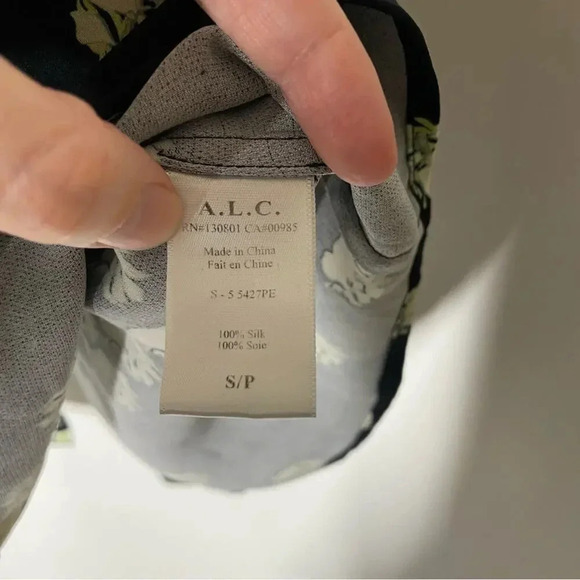 A.L.C.
RN#130801 CA#00985
Made in China
Fait en Chine
S - 5 5427PE
100% Silk
100% Soie
S/P